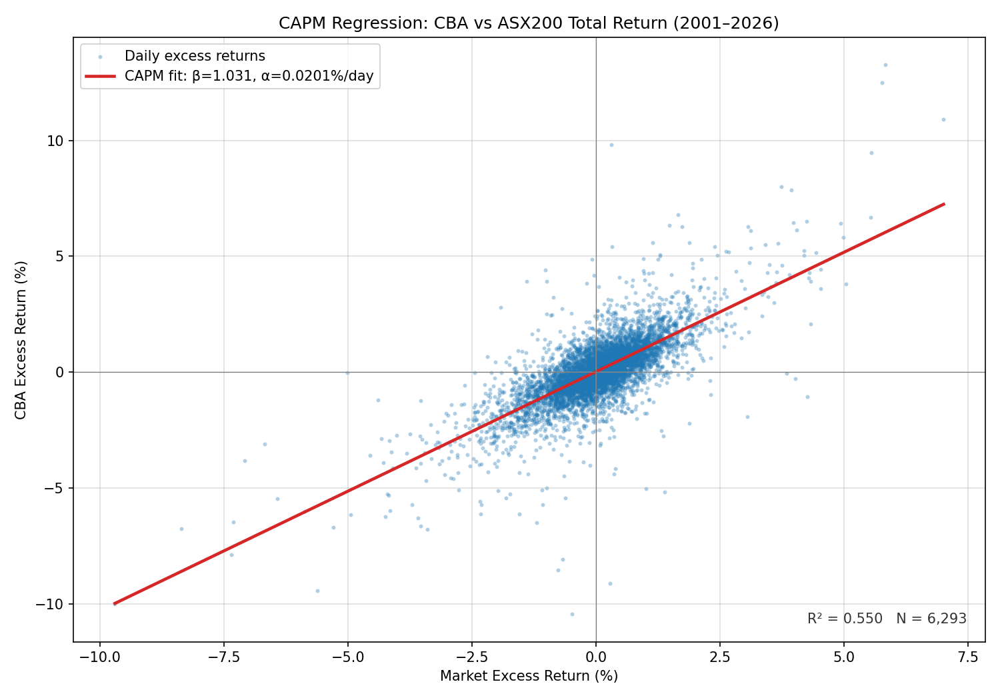 CAPM Regression: CBA vs ASX200 Total Return (2001–2026)
Daily excess returns
CAPM fit: β=1.031, α=0.0201%/day
CBA Excess Return (%)
10
5
0
−5
−10
R² = 0.550   N = 6,293
−10.0
−7.5
−5.0
−2.5
0.0
2.5
5.0
7.5
Market Excess Return (%)